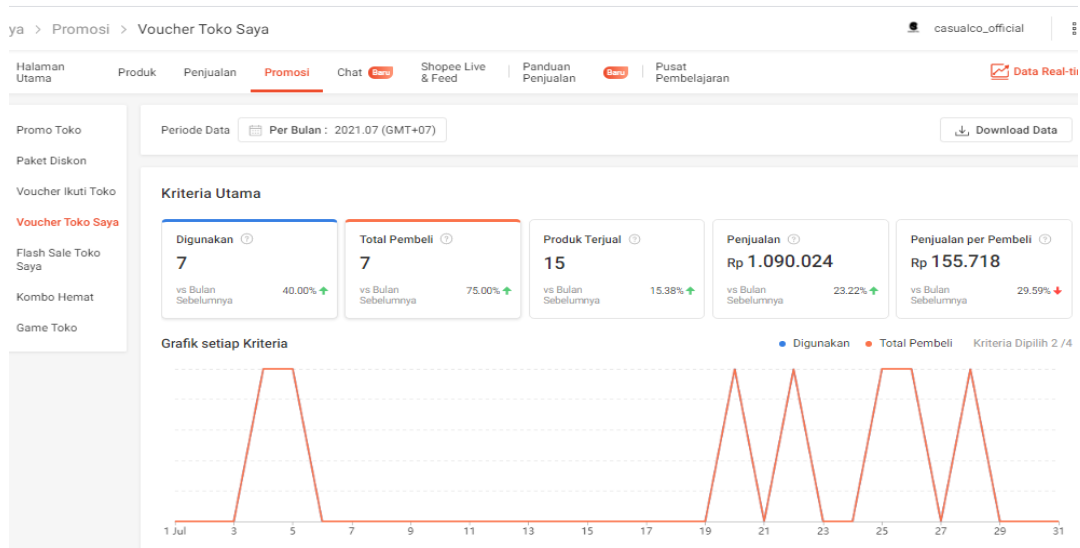 ya > Promosi > Voucher Toko Saya
casualco_official
Halaman Utama
Produk
Penjualan
Promosi
Chat Baru
Shopee Live & Feed
Panduan Penjualan
Baru
Pusat Pembelajaran
Data Real-tir
Promo Toko
Paket Diskon
Voucher Ikuti Toko
Voucher Toko Saya
Flash Sale Toko
Saya
Kombo Hemat
Game Toko
Periode Data
Per Bulan : 2021.07 (GMT+07)
Download Data
Kriteria Utama
Digunakan
7
vs Bulan Sebelumnya 40.00%
Total Pembeli
7
vs Bulan Sebelumnya 75.00%
Produk Terjual
15
vs Bulan Sebelumnya 15.38%
Penjualan
Rp 1.090.024
vs Bulan Sebelumnya 23.22%
Penjualan per Pembeli
Rp 155.718
vs Bulan Sebelumnya 29.59%
Grafik setiap Kriteria
Digunakan
Total Pembeli
Kriteria Dipilih 2 /4
1 Jul 3 5 7 9 11 13 15 17 19 21 23 25 27 29 31